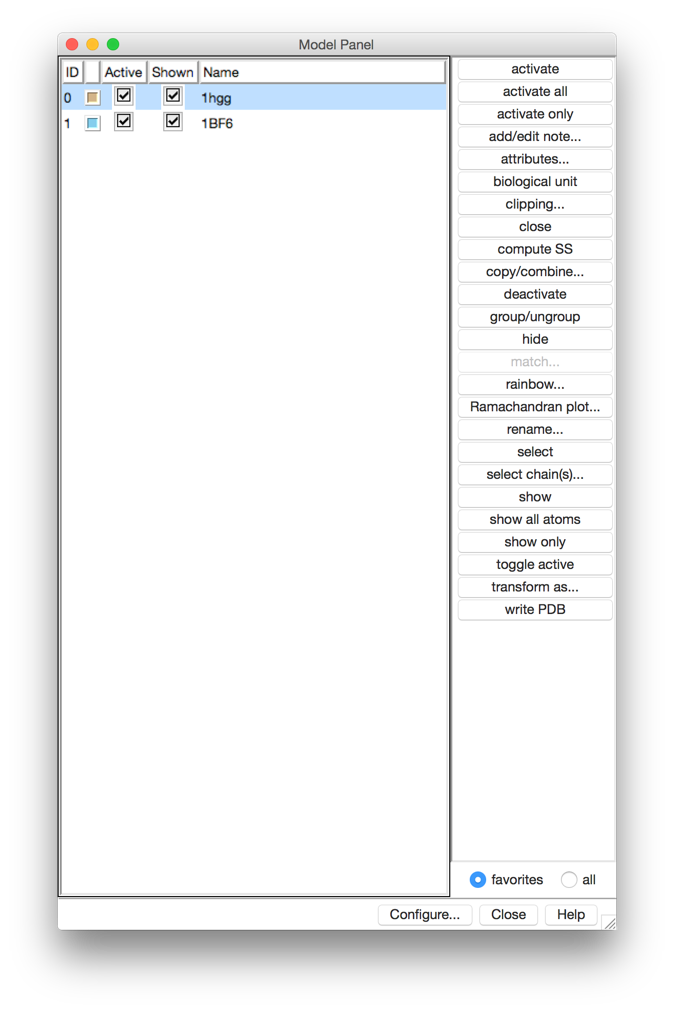 Model Panel
ID Active Shown Name
0 1hgg
1 1BF6
activate
activate all
activate only
add/edit note...
attributes...
biological unit
clipping...
close
compute SS
copy/combine...
deactivate
group/ungroup
hide
match...
rainbow...
Ramachandran plot...
rename...
select
select chain(s)...
show
show all atoms
show only
toggle active
transform as...
write PDB
favorites all
Configure... Close Help